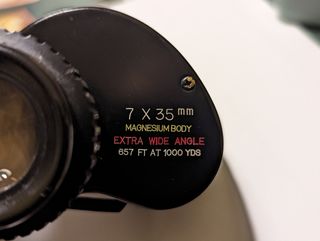 7 X 35 mm
MAGNESIUM BODY
EXTRA WIDE ANGLE
657 FT AT 1000 YDS